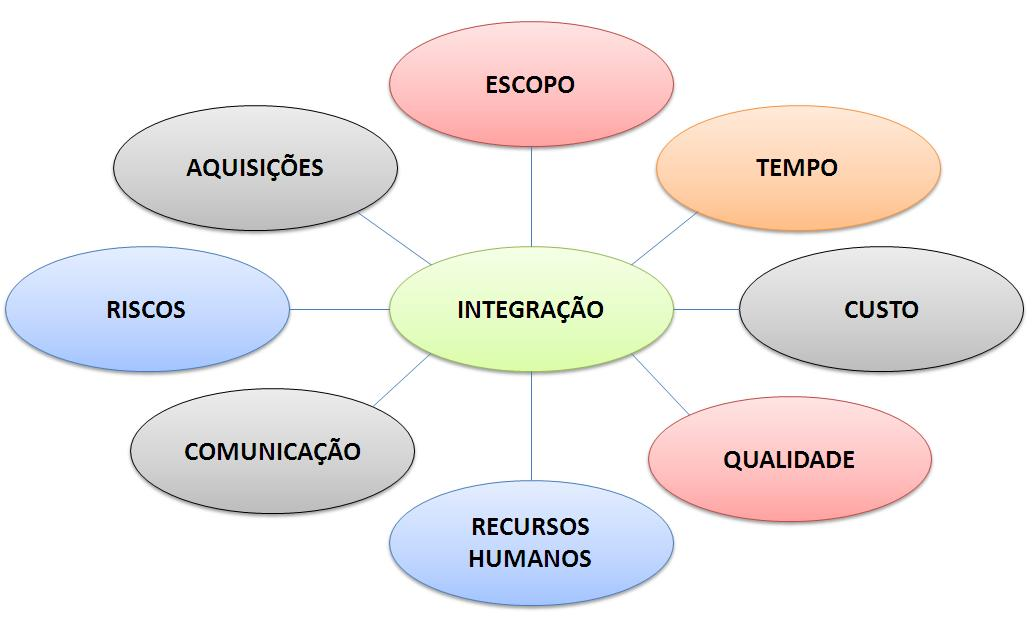 ESCOPO
AQUISIÇÕES
TEMPO
RISCOS
INTEGRAÇÃO
CUSTO
COMUNICAÇÃO
QUALIDADE
RECURSOS
HUMANOS